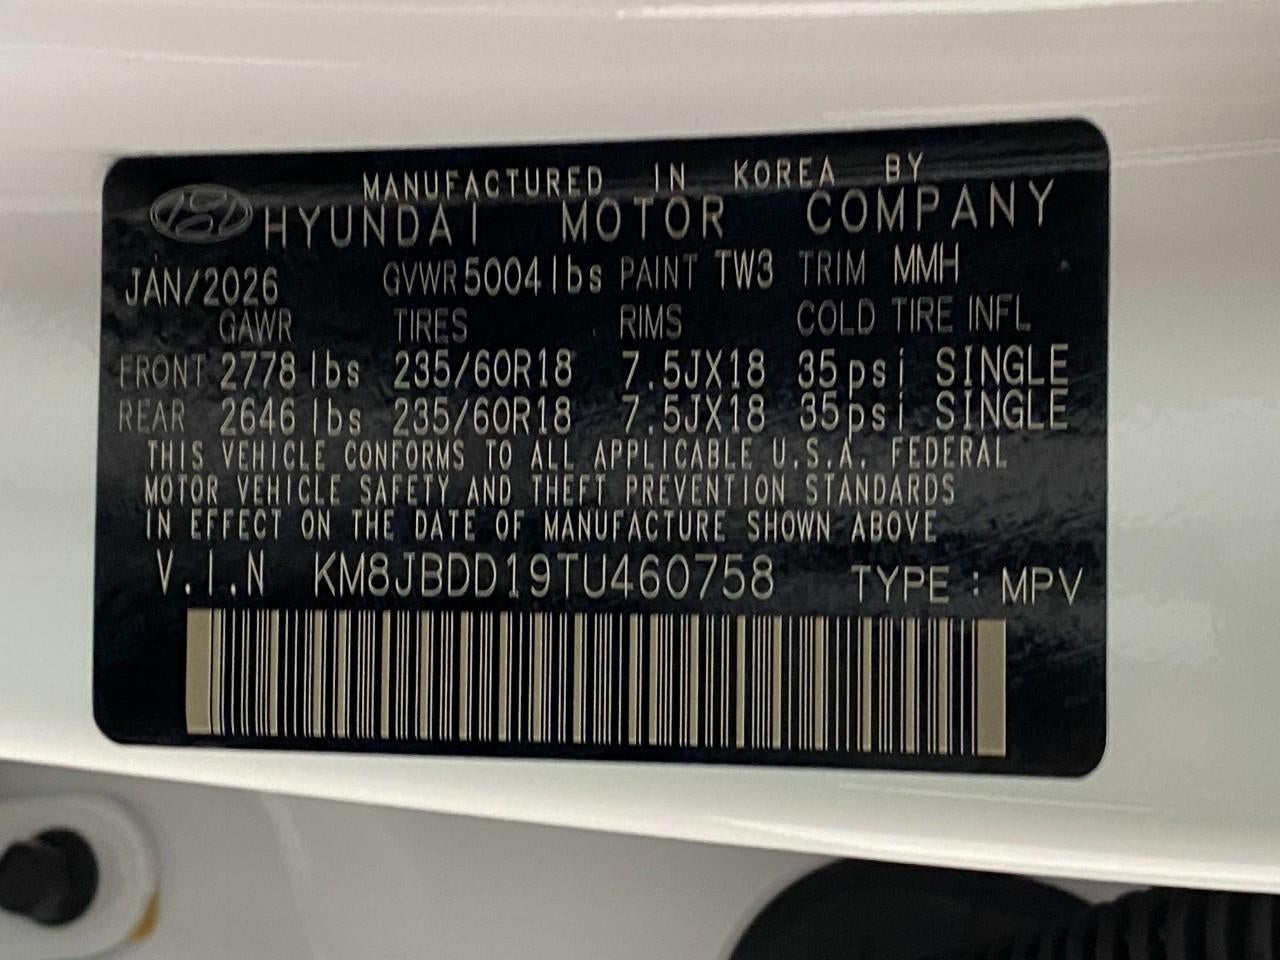 MANUFACTURED IN KOREA BY
HYUNDAI MOTOR COMPANY
JAN/2026 GVWR 5004 lbs PAINT TW3 TRIM MMH
GAWR TIRES RIMS COLD TIRE INFL
FRONT 2778 lbs 235/60R18 7.5JX18 35psi SINGLE
REAR 2646 lbs 235/60R18 7.5JX18 35psi SINGLE
THIS VEHICLE CONFORMS TO ALL APPLICABLE U.S.A. FEDERAL
MOTOR VEHICLE SAFETY AND THEFT PREVENTION STANDARDS
IN EFFECT ON THE DATE OF MANUFACTURE SHOWN ABOVE
V.I.N KM8JBDD19TU460758 TYPE : MPV